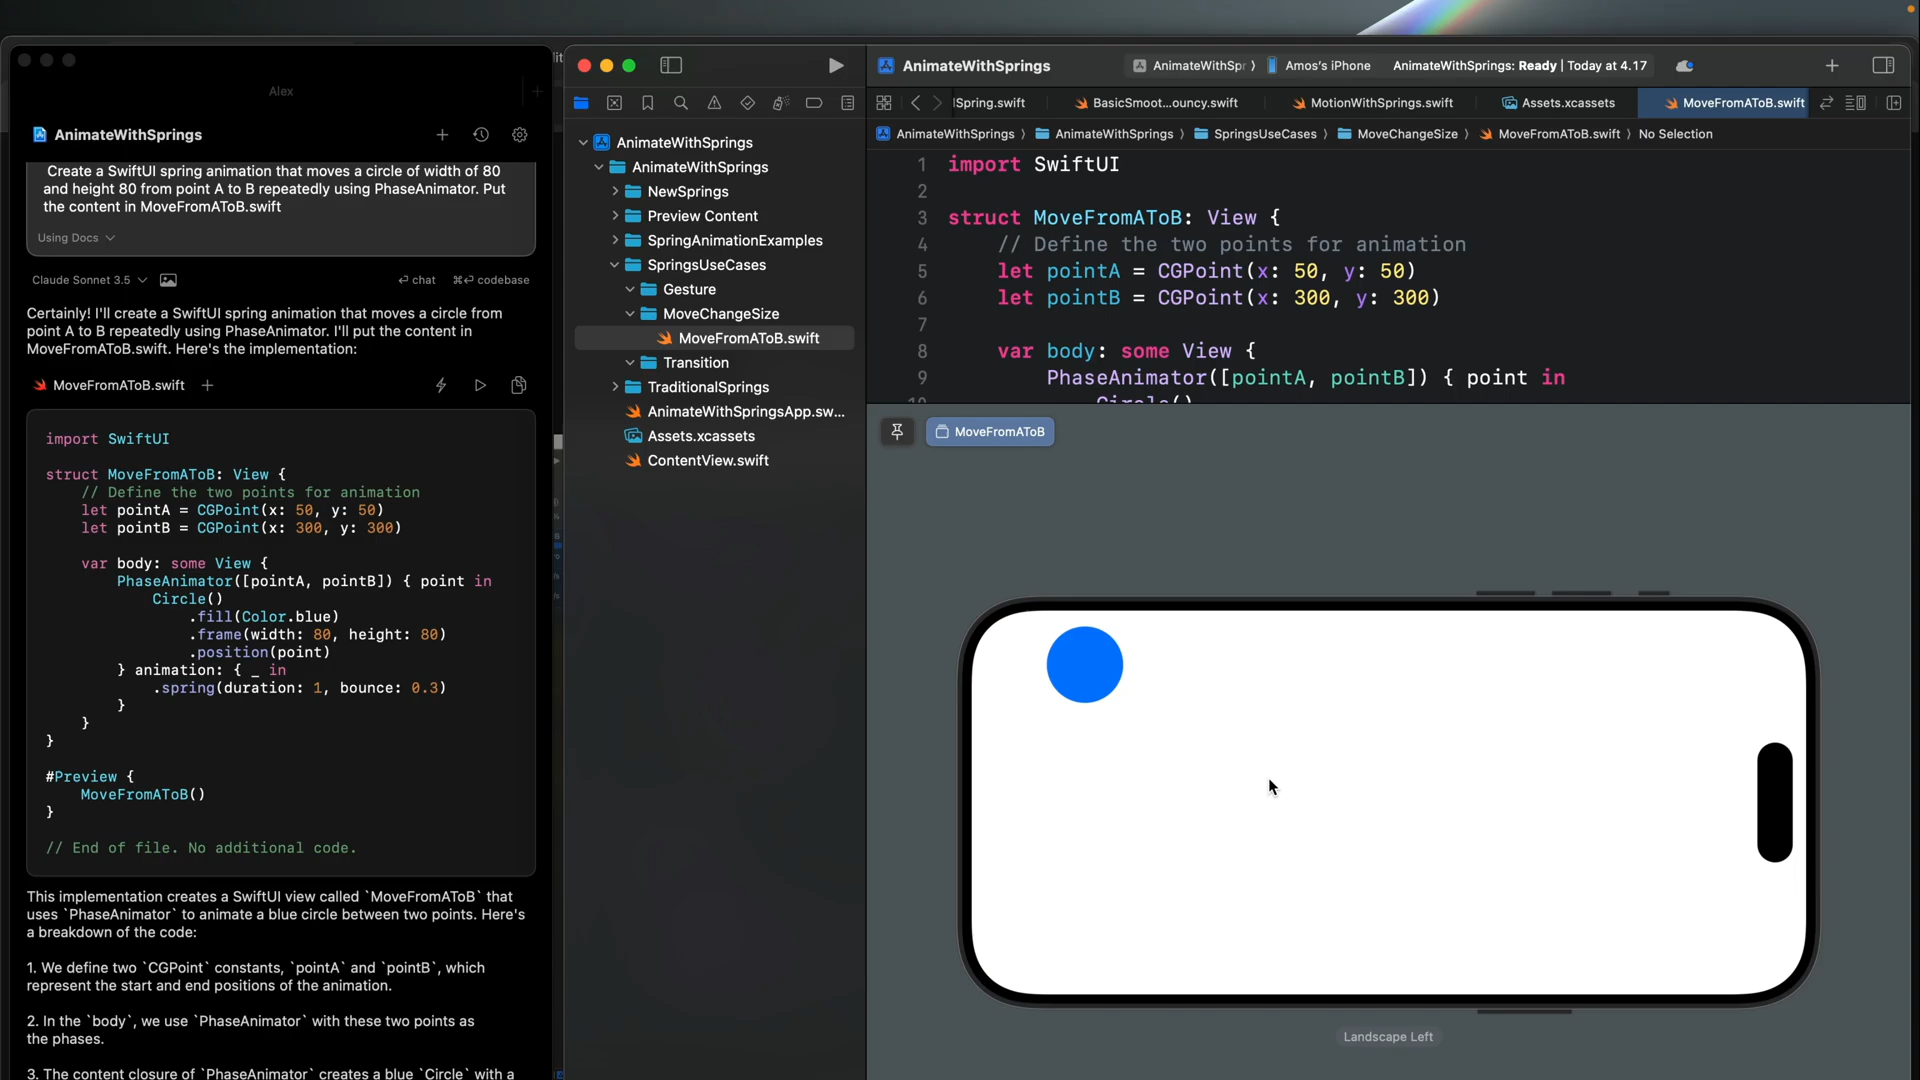 Alex
AnimateWithSprings
Create a SwiftUI spring animation that moves a circle of width of 80
and height 80 from point A to B repeatedly using PhaseAnimator. Put
the content in MoveFromAToB.swift
Using Docs
Claude Sonnet 3.5
⏎ chat
⌘⏎ codebase
Certainly! I'll create a SwiftUI spring animation that moves a circle from
point A to B repeatedly using PhaseAnimator. I'll put the content in
MoveFromAToB.swift. Here's the implementation:
MoveFromAToB.swift
import SwiftUI
struct MoveFromAToB: View {
// Define the two points for animation
let pointA = CGPoint(x: 50, y: 50)
let pointB = CGPoint(x: 300, y: 300)
var body: some View {
PhaseAnimator([pointA, pointB]) { point in
Circle()
.fill(Color.blue)
.frame(width: 80, height: 80)
.position(point)
} animation: { _ in
.spring(duration: 1, bounce: 0.3)
}
}
}
#Preview {
MoveFromAToB()
}
// End of file. No additional code.
This implementation creates a SwiftUI view called `MoveFromAToB` that
uses `PhaseAnimator` to animate a blue circle between two points. Here's
a breakdown of the code:
1. We define two `CGPoint` constants, `pointA` and `pointB`, which
represent the start and end positions of the animation.
2. In the `body`, we use `PhaseAnimator` with these two points as
the phases.
3. The content closure of `PhaseAnimator` creates a blue `Circle` with a
AnimateWithSprings
AnimateWithSprings
NewSprings
Preview Content
SpringAnimationExamples
SpringsUseCases
Gesture
MoveChangeSize
MoveFromAToB.swift
Transition
TraditionalSprings
AnimateWithSpringsApp.sw...
Assets.xcassets
ContentView.swift
AnimateWithSprings
AnimateWithSpr
Amos's iPhone
AnimateWithSprings: Ready | Today at 4.17
Spring.swift
BasicSmoot...ouncy.swift
MotionWithSprings.swift
Assets.xcassets
MoveFromAToB.swift
AnimateWithSprings 〉 AnimateWithSprings 〉 SpringsUseCases 〉 MoveChangeSize 〉 MoveFromAToB.swift 〉 No Selection
1 import SwiftUI
2
3 struct MoveFromAToB: View {
4 // Define the two points for animation
5 let pointA = CGPoint(x: 50, y: 50)
6 let pointB = CGPoint(x: 300, y: 300)
7
8 var body: some View {
9 PhaseAnimator([pointA, pointB]) { point in
10 Circle()
MoveFromAToB
Landscape Left